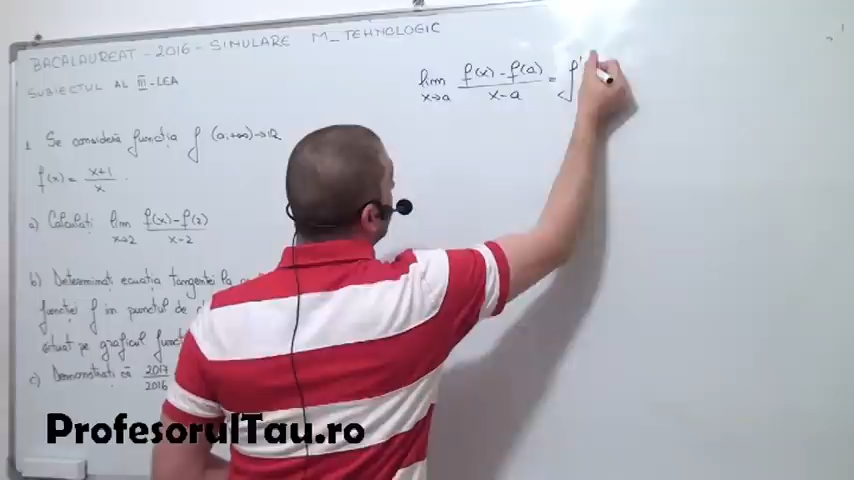 BACALAUREAT - 2016 - SIMULARE M_TEHNOLOGIC
SUBIECTUL AL III-LEA
1. Se consideră funcția f (0,+∞)→R
f(x) = x+1/x.
a) Calculați lim x→2 f(x)-f(2)/x-2
b) Determinați ecuația tangentei la
funcției f în punctul de
situat pe graficul
c) Demonstrați că 2017/2016
lim x→a f(x)-f(a)/x-a = f'
ProfesorulTau.ro